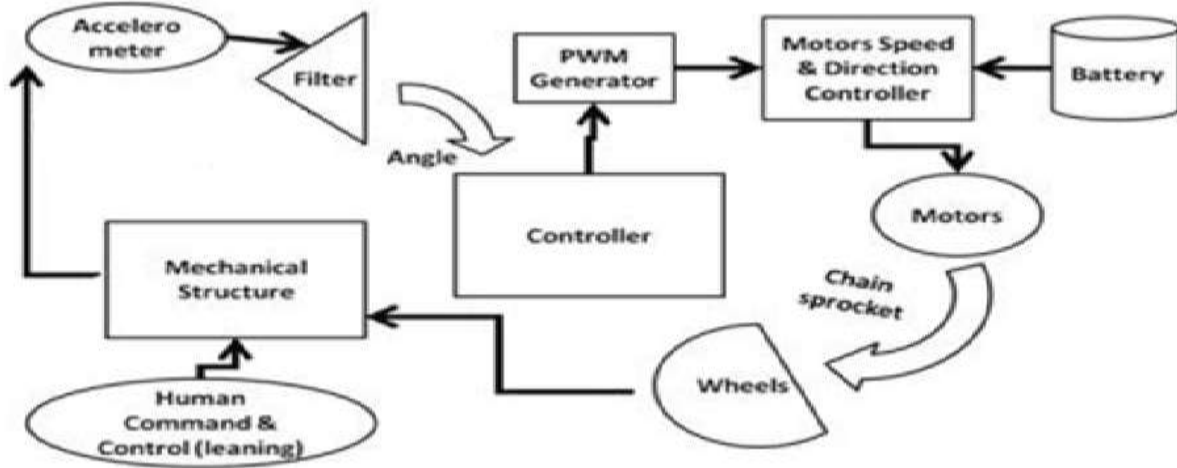 Accelero
meter
Filter
Angle
PWM
Generator
Motors Speed
& Direction
Controller
Battery
Controller
Motors
Chain
sprocket
Mechanical
Structure
Wheels
Human
Command &
Control (leaning)